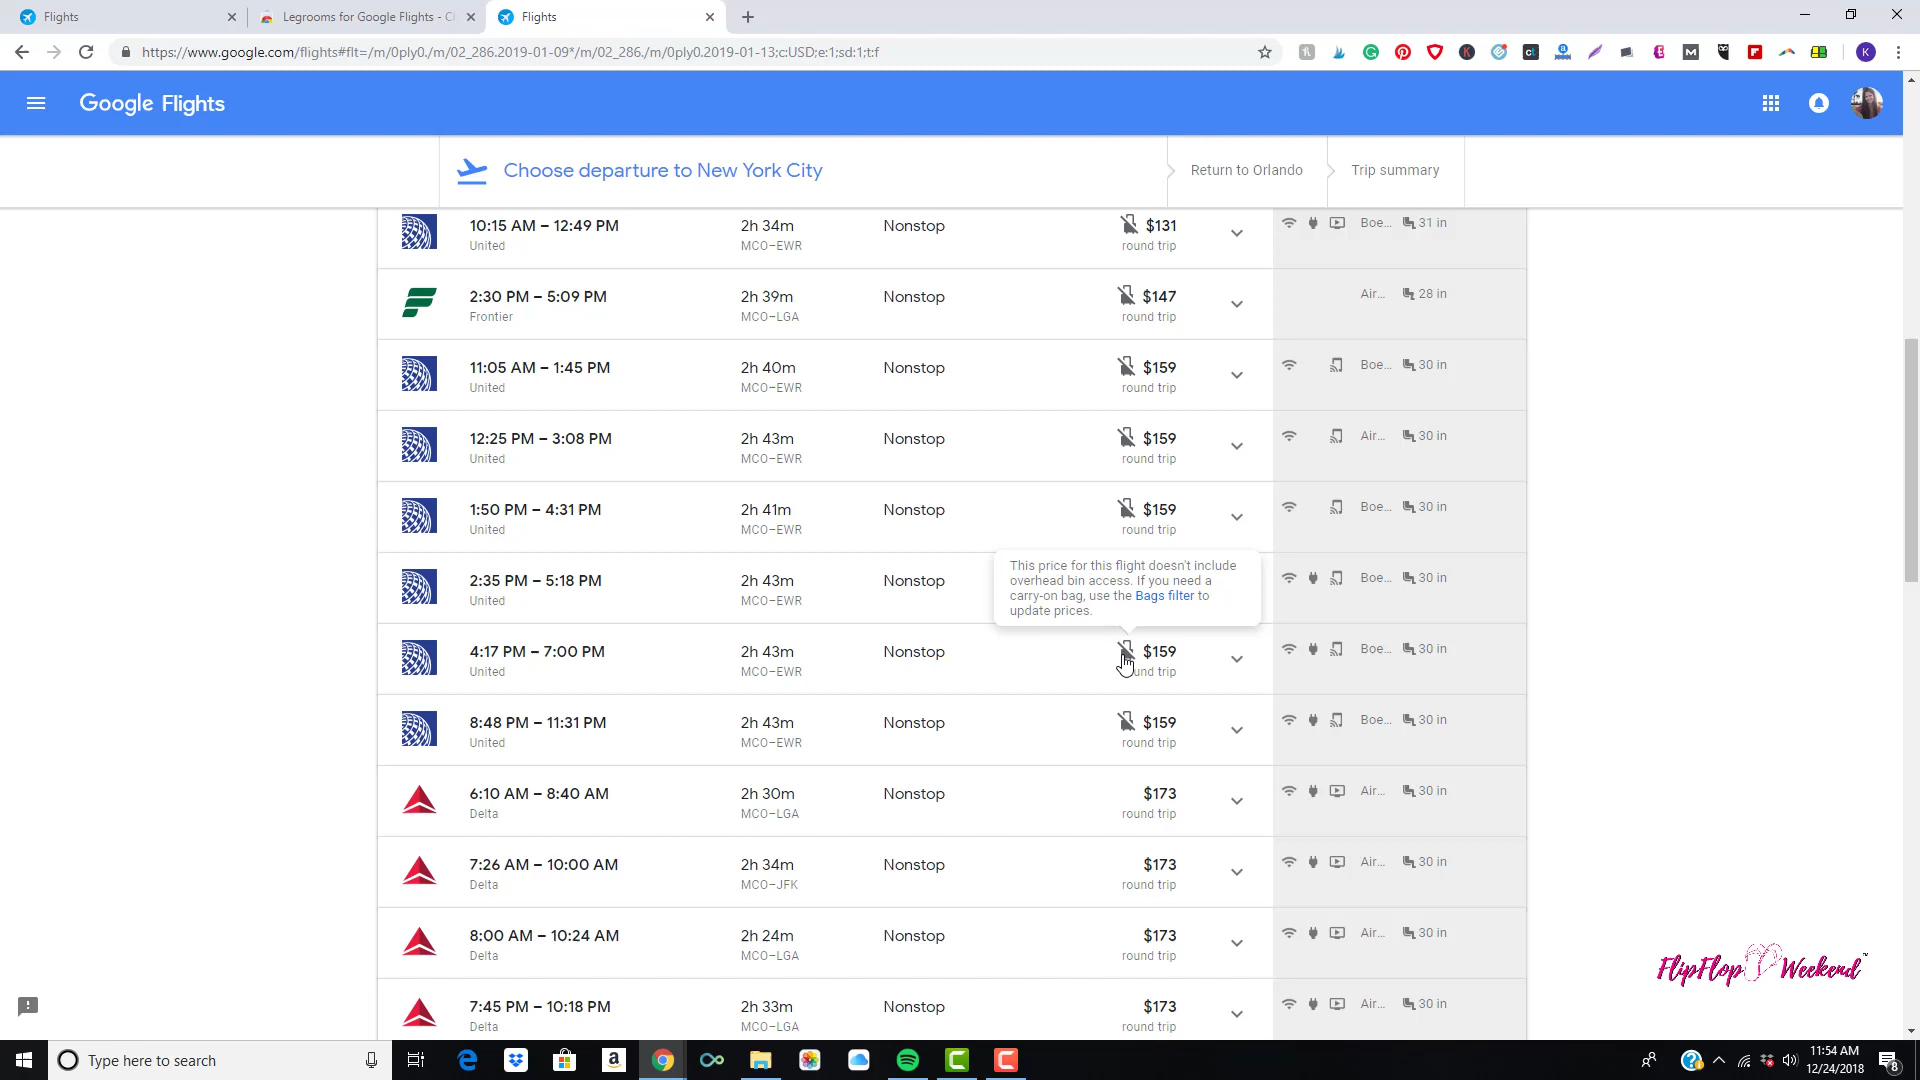 Flights
Legrooms for Google Flights - C
Flights
https://www.google.com/flights#flt=/m/0ply0./m/02_286.2019-01-09*/m/02_286./m/0ply0.2019-01-13;c:USD;e:1;sd:1;t:f
K
Google Flights
Choose departure to New York City
Return to Orlando
Trip summary
10:15 AM – 12:49 PM 2h 34m Nonstop $131 Boe... 31 in
United MCO–EWR round trip
2:30 PM – 5:09 PM 2h 39m Nonstop $147 Air... 28 in
Frontier MCO–LGA round trip
11:05 AM – 1:45 PM 2h 40m Nonstop $159 Boe... 30 in
United MCO–EWR round trip
12:25 PM – 3:08 PM 2h 43m Nonstop $159 Air... 30 in
United MCO–EWR round trip
1:50 PM – 4:31 PM 2h 41m Nonstop $159 Boe... 30 in
United MCO–EWR round trip
2:35 PM – 5:18 PM 2h 43m Nonstop Boe... 30 in
United MCO–EWR
This price for this flight doesn't include
overhead bin access. If you need a
carry-on bag, use the Bags filter to
update prices.
4:17 PM – 7:00 PM 2h 43m Nonstop $159 Boe... 30 in
United MCO–EWR und trip
8:48 PM – 11:31 PM 2h 43m Nonstop $159 Boe... 30 in
United MCO–EWR round trip
6:10 AM – 8:40 AM 2h 30m Nonstop $173 Air... 30 in
Delta MCO–LGA round trip
7:26 AM – 10:00 AM 2h 34m Nonstop $173 Air... 30 in
Delta MCO–JFK round trip
8:00 AM – 10:24 AM 2h 24m Nonstop $173 Air... 30 in
Delta MCO–LGA round trip
7:45 PM – 10:18 PM 2h 33m Nonstop $173 Air... 30 in
Delta MCO–LGA round trip
FlipFlop Weekend™
Type here to search
11:54 AM
12/24/2018
8